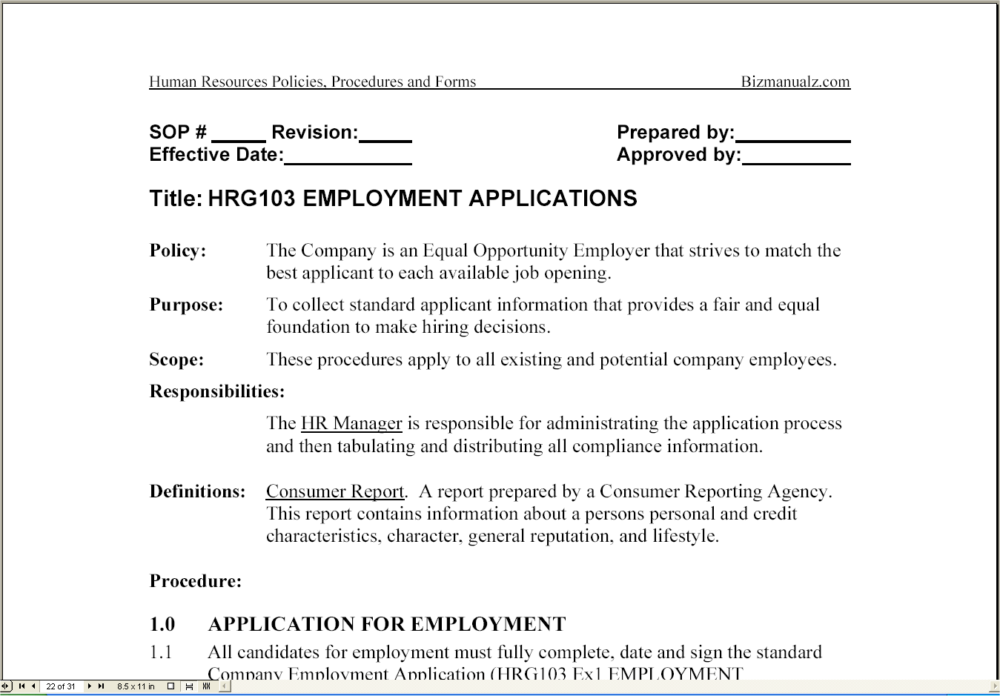 Human Resources Policies, Procedures and Forms Bizmanualz.com
SOP # _____ Revision:_____ Prepared by:___________
Effective Date:____________ Approved by:__________
Title: HRG103 EMPLOYMENT APPLICATIONS
Policy: The Company is an Equal Opportunity Employer that strives to match the
best applicant to each available job opening.
Purpose: To collect standard applicant information that provides a fair and equal
foundation to make hiring decisions.
Scope: These procedures apply to all existing and potential company employees.
Responsibilities:
The HR Manager is responsible for administrating the application process
and then tabulating and distributing all compliance information.
Definitions: Consumer Report. A report prepared by a Consumer Reporting Agency.
This report contains information about a persons personal and credit
characteristics, character, general reputation, and lifestyle.
Procedure:
1.0 APPLICATION FOR EMPLOYMENT
1.1 All candidates for employment must fully complete, date and sign the standard
Company Employment Application (HRG103 Ex1 EMPLOYMENT
22 of 31 8.5 x 11 in